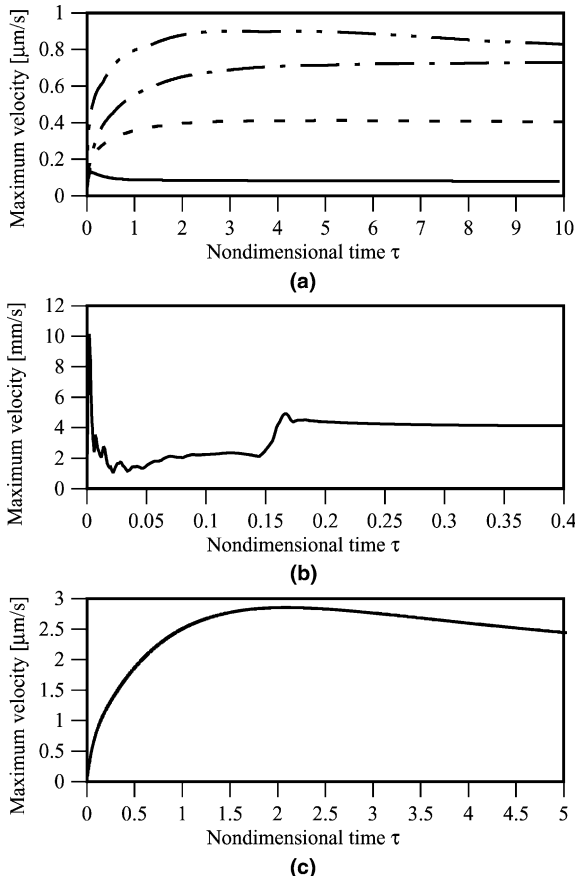 Maximum velocity [μm/s]
1
0.8
0.6
0.4
0.2
0
0 1 2 3 4 5 6 7 8 9 10
Nondimensional time τ
(a)
Maximum velocity [mm/s]
12
10
8
6
4
2
0
0 0.05 0.1 0.15 0.2 0.25 0.3 0.35 0.4
Nondimensional time τ
(b)
Maximum velocity [μm/s]
3
2.5
2
1.5
1
0.5
0
0 0.5 1 1.5 2 2.5 3 3.5 4 4.5 5
Nondimensional time τ
(c)